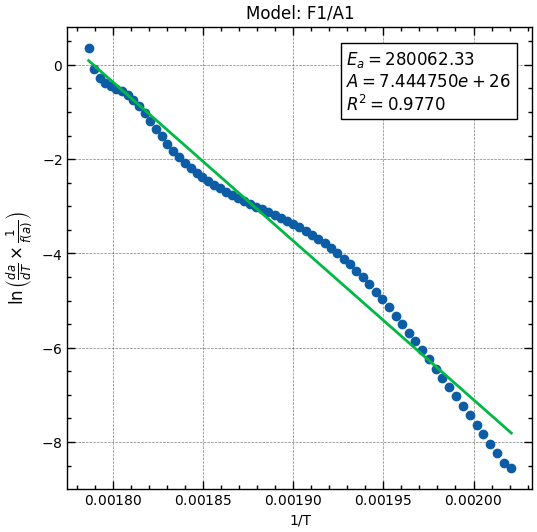 Model: F1/A1
E_a = 280062.33
A = 7.444750e + 26
R^2 = 0.9770
ln(da/dT × 1/f(a))
0
−2
−4
−6
−8
0.00180 0.00185 0.00190 0.00195 0.00200
1/T